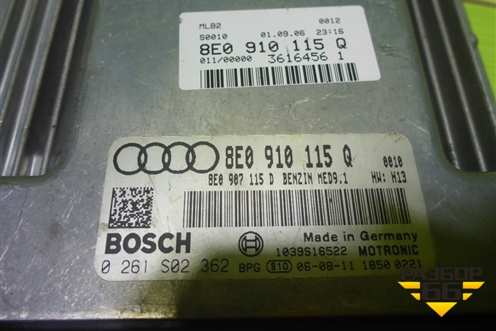 MLB2 0012
S0010 01.09.06 23:16
8E0 910 115 Q
011/00000 3616456 1
8E0 910 115 Q 0010
8E0 907 115 D BENZIN MED9.1 HW: H13
BOSCH Made in Germany
1039S16522 MOTRONIC
0 261 S02 362 BPG 610 06-08-11 1850 0221
РАЗБОР
66